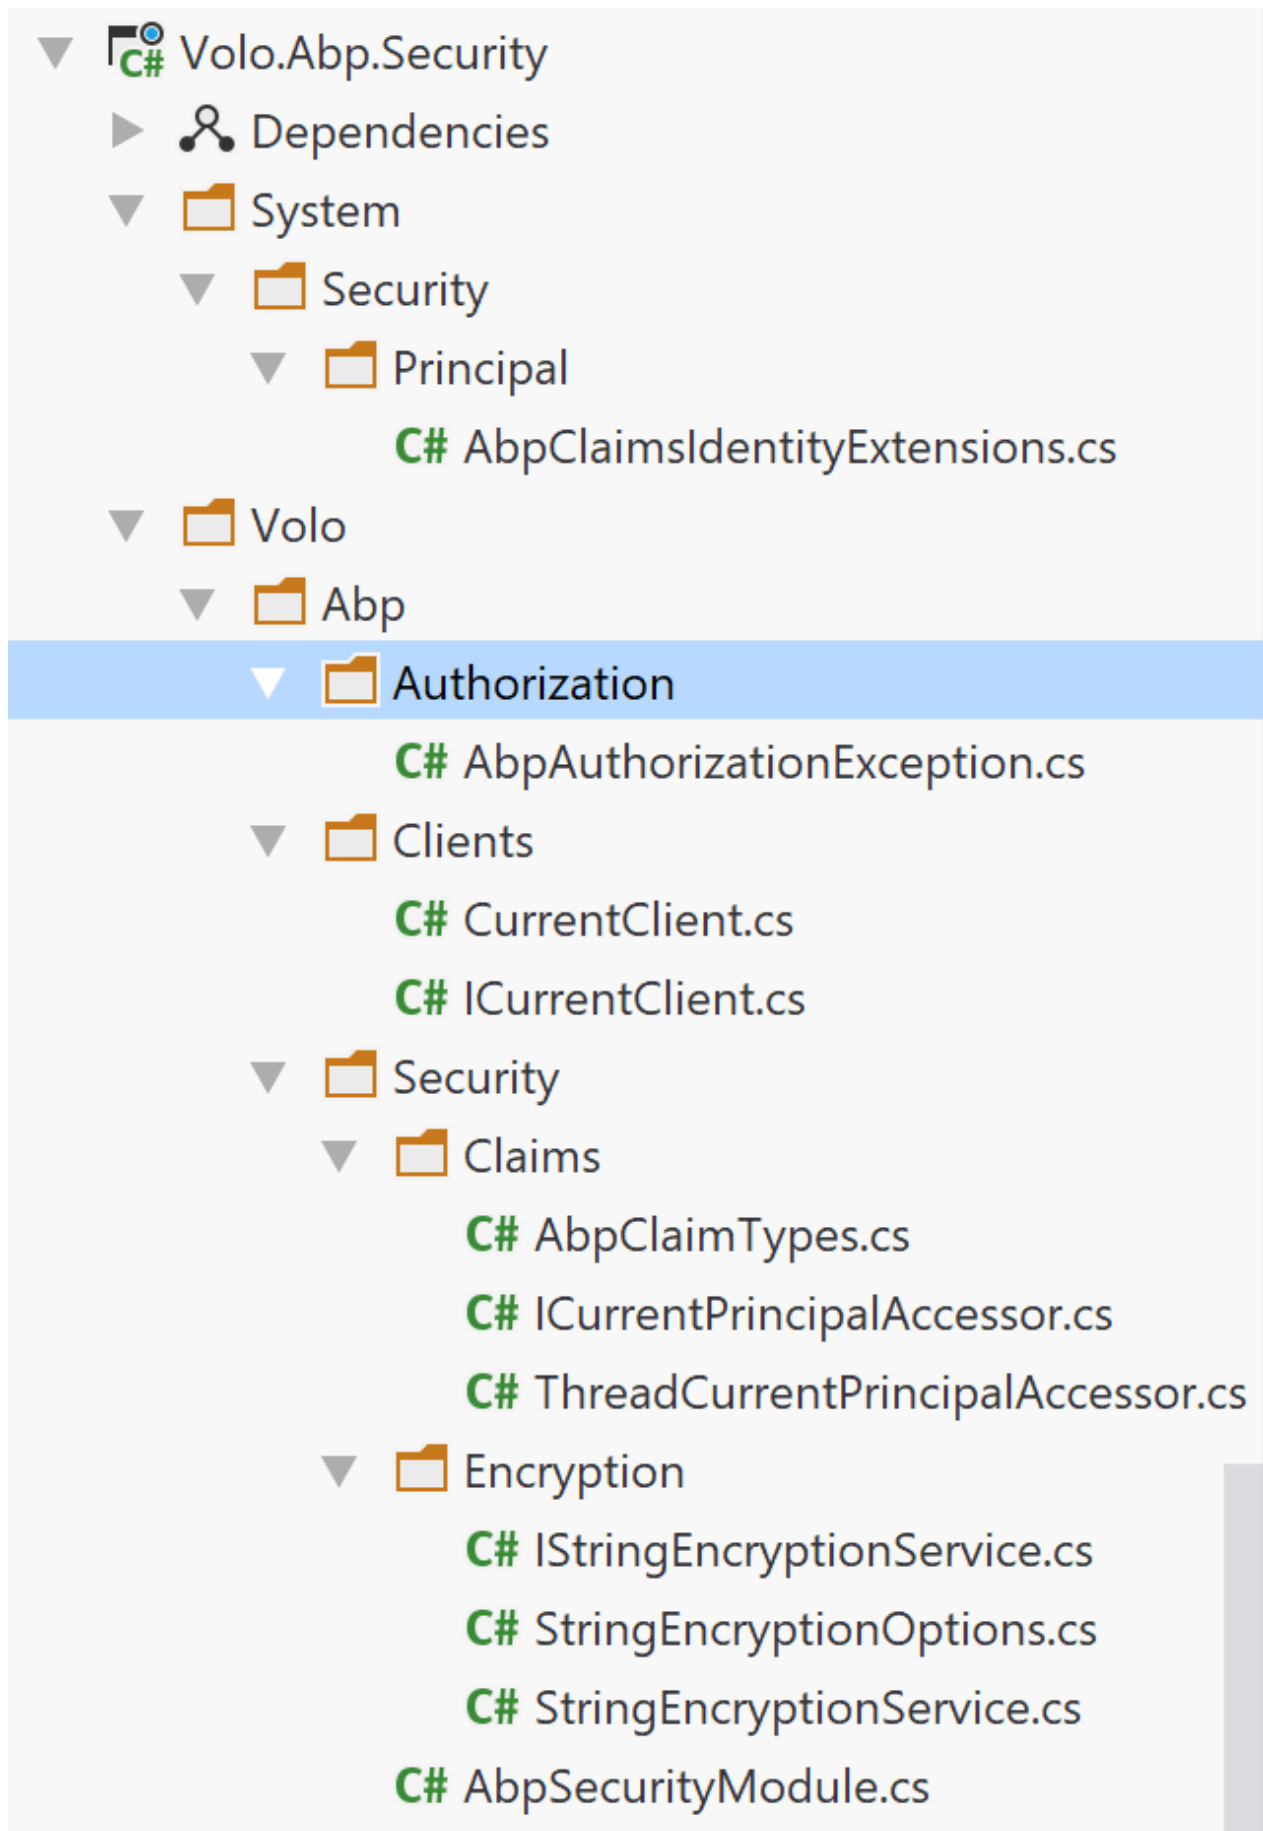 C# Volo.Abp.Security
Dependencies
System
Security
Principal
C# AbpClaimsIdentityExtensions.cs
Volo
Abp
Authorization
C# AbpAuthorizationException.cs
Clients
C# CurrentClient.cs
C# ICurrentClient.cs
Security
Claims
C# AbpClaimTypes.cs
C# ICurrentPrincipalAccessor.cs
C# ThreadCurrentPrincipalAccessor.cs
Encryption
C# IStringEncryptionService.cs
C# StringEncryptionOptions.cs
C# StringEncryptionService.cs
C# AbpSecurityModule.cs